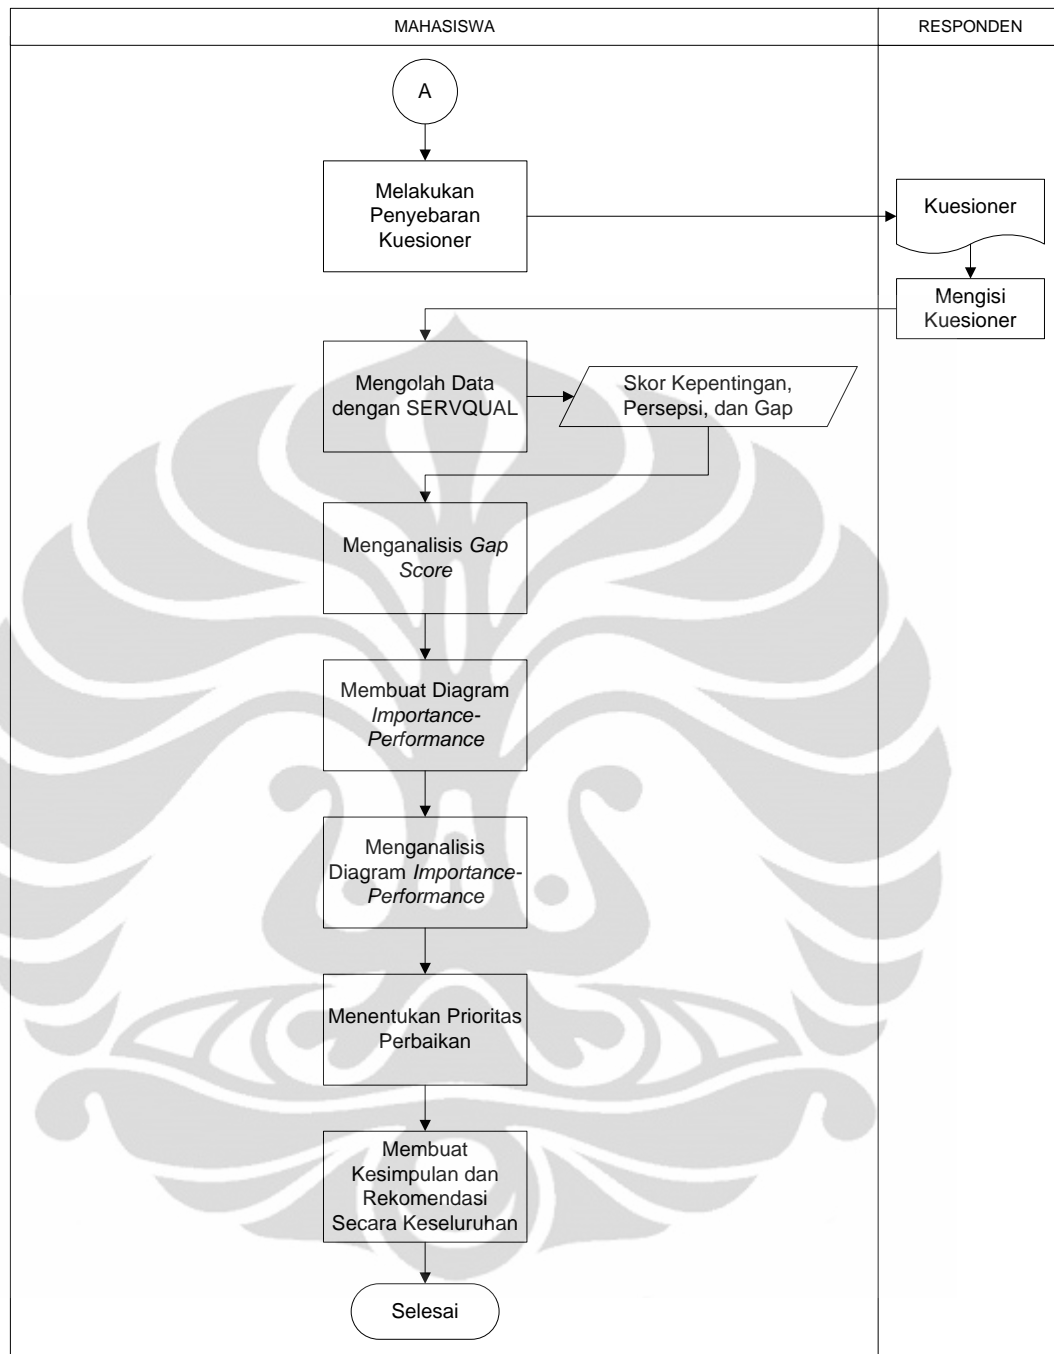 MAHASISWA
RESPONDEN
A
Melakukan
Penyebaran
Kuesioner
Kuesioner
Mengisi
Kuesioner
Mengolah Data
dengan SERVQUAL
Skor Kepentingan,
Persepsi, dan Gap
Menganalisis Gap
Score
Membuat Diagram
Importance-
Performance
Menganalisis
Diagram Importance-
Performance
Menentukan Prioritas
Perbaikan
Membuat
Kesimpulan dan
Rekomendasi
Secara Keseluruhan
Selesai